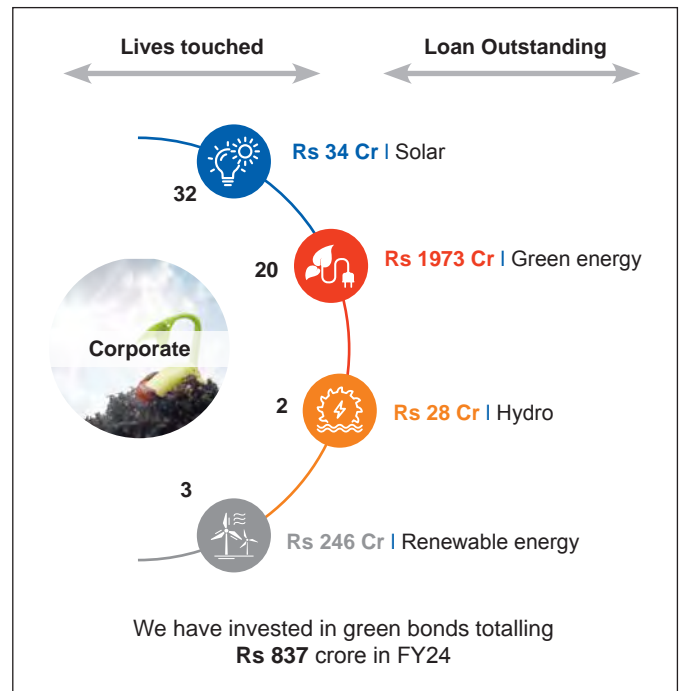 Lives touched
Loan Outstanding
32
Rs 34 Cr | Solar
20
Rs 1973 Cr | Green energy
Corporate
2
Rs 28 Cr | Hydro
3
Rs 246 Cr | Renewable energy
We have invested in green bonds totalling
Rs 837 crore in FY24